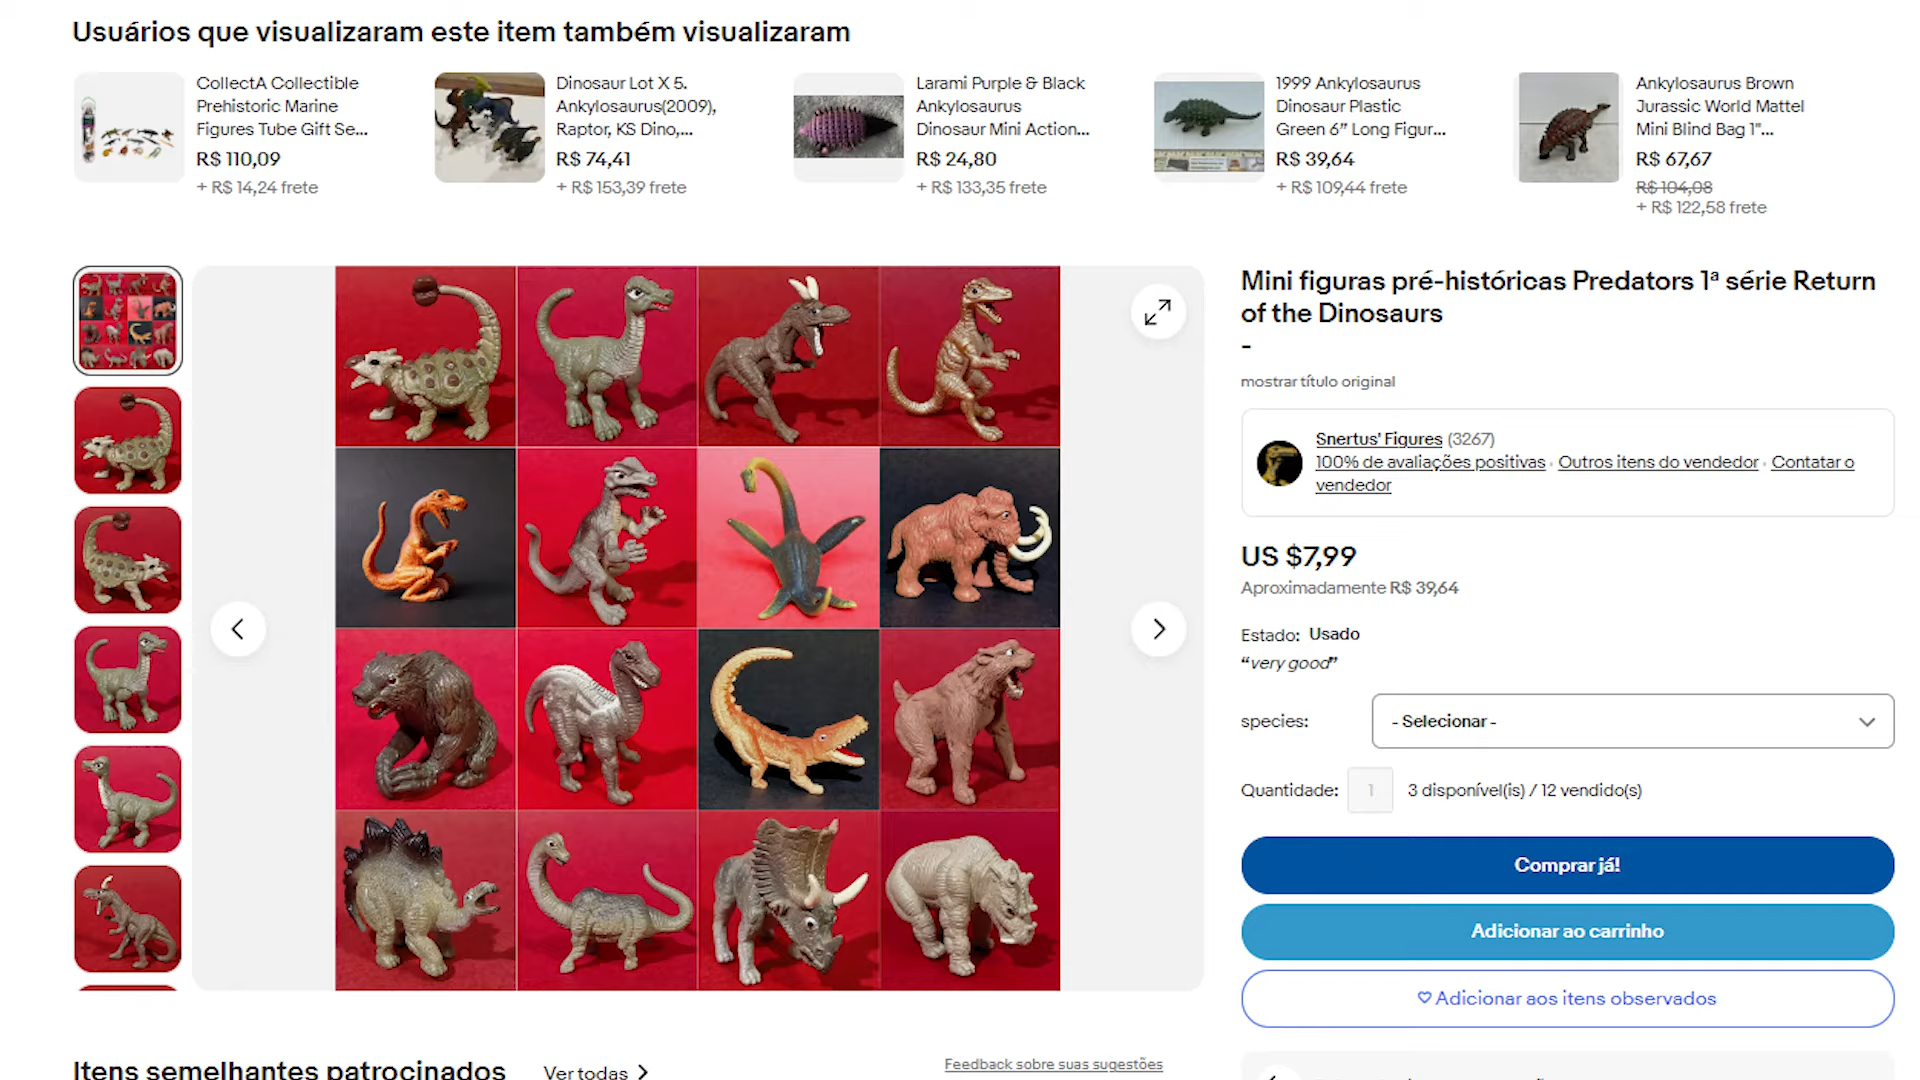 Usuários que visualizaram este item também visualizaram
CollectA Collectible
Prehistoric Marine
Figures Tube Gift Se...
R$ 110,09
+ R$ 14,24 frete
Dinosaur Lot X 5.
Ankylosaurus(2009),
Raptor, KS Dino,...
R$ 74,41
+ R$ 153,39 frete
Larami Purple & Black
Ankylosaurus
Dinosaur Mini Action...
R$ 24,80
+ R$ 133,35 frete
1999 Ankylosaurus
Dinosaur Plastic
Green 6” Long Figur...
R$ 39,64
+ R$ 109,44 frete
Ankylosaurus Brown
Jurassic World Mattel
Mini Blind Bag 1"...
R$ 67,67
R$ 104,08
+ R$ 122,58 frete
Mini figuras pré-históricas Predators 1ª série Return
of the Dinosaurs
-
mostrar título original
Snertus' Figures (3267)
100% de avaliações positivas · Outros itens do vendedor · Contatar o
vendedor
US $7,99
Aproximadamente R$ 39,64
Estado: Usado
“very good”
species: - Selecionar -
Quantidade: 1 3 disponível(is) / 12 vendido(s)
Comprar já!
Adicionar ao carrinho
Adicionar aos itens observados
Itens semelhantes patrocinados Ver todas
Feedback sobre suas sugestões